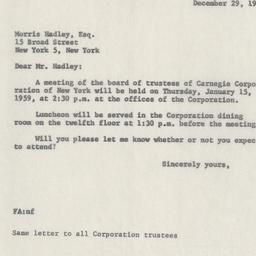 December 29, 19
Morris Hadley, Esq.
15 Broad Street
New York 5, New York
Dear Mr. Hadley:
A meeting of the board of trustees of Carnegie Corpo
ration of New York will be held on Thursday, January 15,
1959, at 2:30 p.m. at the offices of the Corporation.
Luncheon will be served in the Corporation dining
room on the twelfth floor at 1:30 p.m. before the meeting
Will you please let me know whether or not you expec
to attend?
Sincerely yours,
FA:mf
Same letter to all Corporation trustees